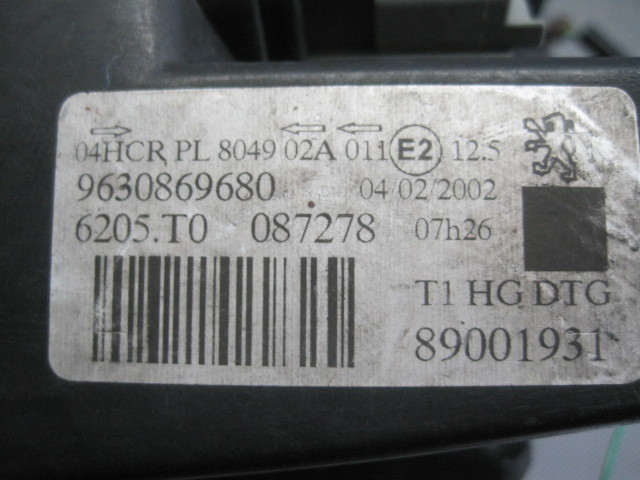 04HCR PL 8049 02A 011 E2 12.5
9630869680 04/02/2002
6205.T0 087278 07h26
T1 HG DTG
89001931